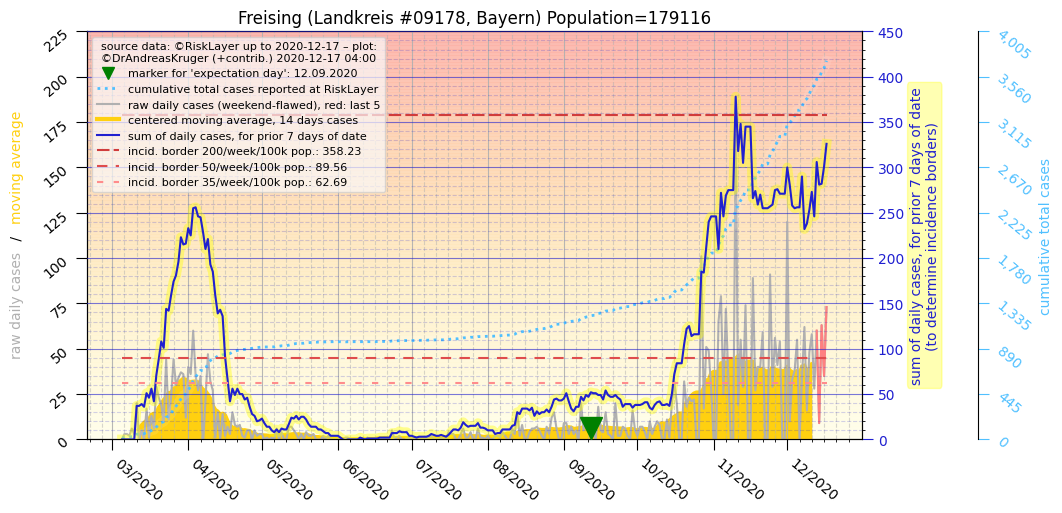 Freising (Landkreis #09178, Bayern) Population=179116
source data: ©RiskLayer up to 2020-12-17 – plot:
©DrAndreasKruger (+contrib.) 2020-12-17 04:00
marker for 'expectation day': 12.09.2020
cumulative total cases reported at RiskLayer
raw daily cases (weekend-flawed), red: last 5
centered moving average, 14 days cases
sum of daily cases, for prior 7 days of date
incid. border 200/week/100k pop.: 358.23
incid. border 50/week/100k pop.: 89.56
incid. border 35/week/100k pop.: 62.69
raw daily cases / moving average
225
200
175
150
125
100
75
50
25
0
03/2020
04/2020
05/2020
06/2020
07/2020
08/2020
09/2020
10/2020
11/2020
12/2020
450
400
350
300
250
200
150
100
50
0
sum of daily cases, for prior 7 days of date
(to determine incidence borders)
4,005
3,560
3,115
2,670
2,225
1,780
1,335
890
445
0
cumulative total cases